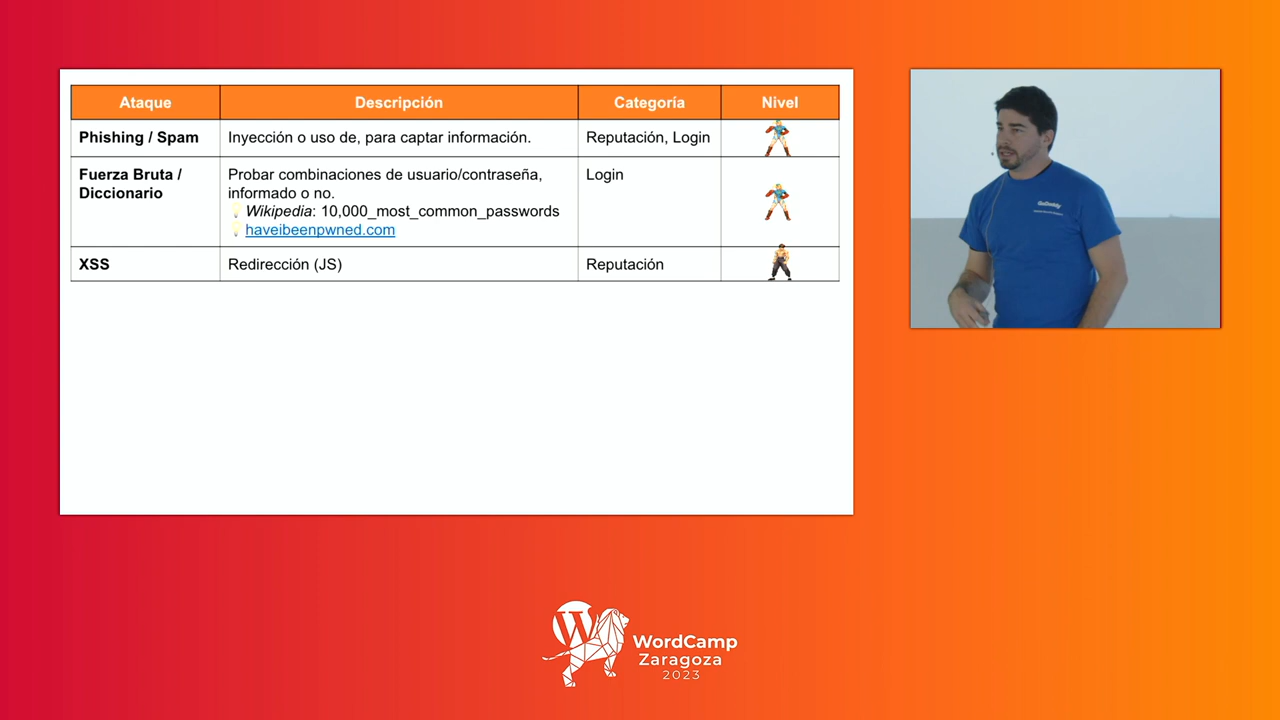 Ataque Descripción Categoría Nivel
Phishing / Spam Inyección o uso de, para captar información. Reputación, Login
Fuerza Bruta /
Diccionario
Probar combinaciones de usuario/contraseña,
informado o no.
Wikipedia: 10,000_most_common_passwords
haveibeenpwned.com
Login
XSS Redirección (JS) Reputación
GoDaddy
WordCamp
Zaragoza
2023